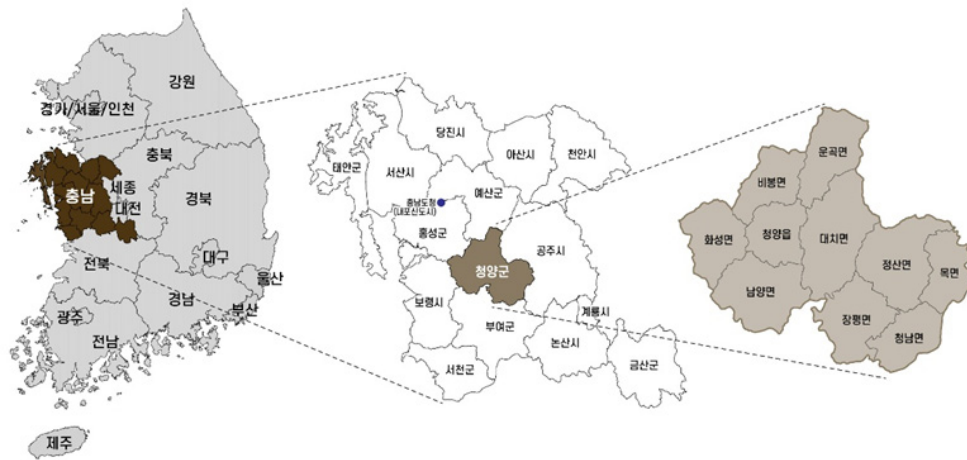 강원
경기/서울/인천
충북
충남
세종
대전
경북
대구
전북
울산
경남
부산
광주
전남
제주
당진시
아산시
천안시
태안군
서산시
예산군
충남도청
(내포신도시)
홍성군
공주시
청양군
보령시
계룡시
부여군
논산시
서천군
금산군
운곡면
비봉면
화성면
청양읍
대치면
정산면
목면
남양면
장평면
청남면